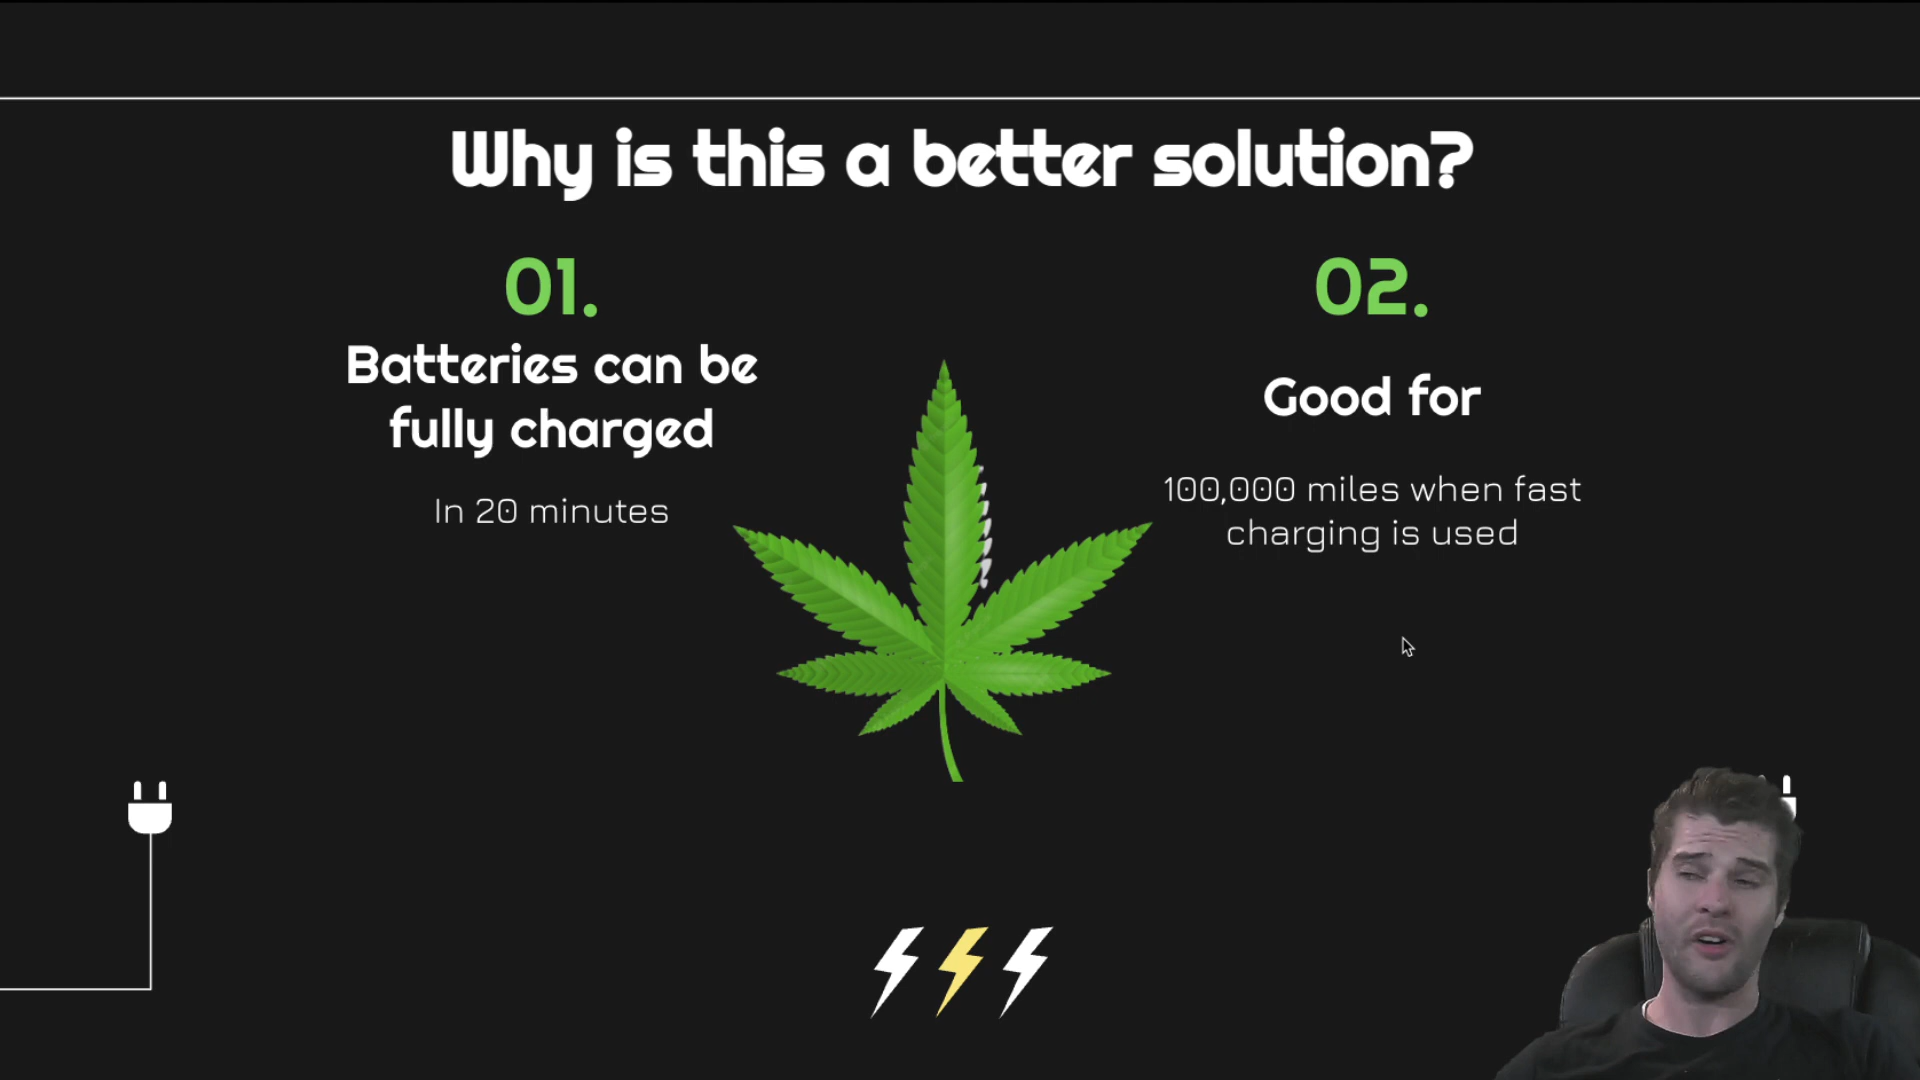 Why is this a better solution?
01.
Batteries can be
fully charged
In 20 minutes
02.
Good for
100,000 miles when fast
charging is used